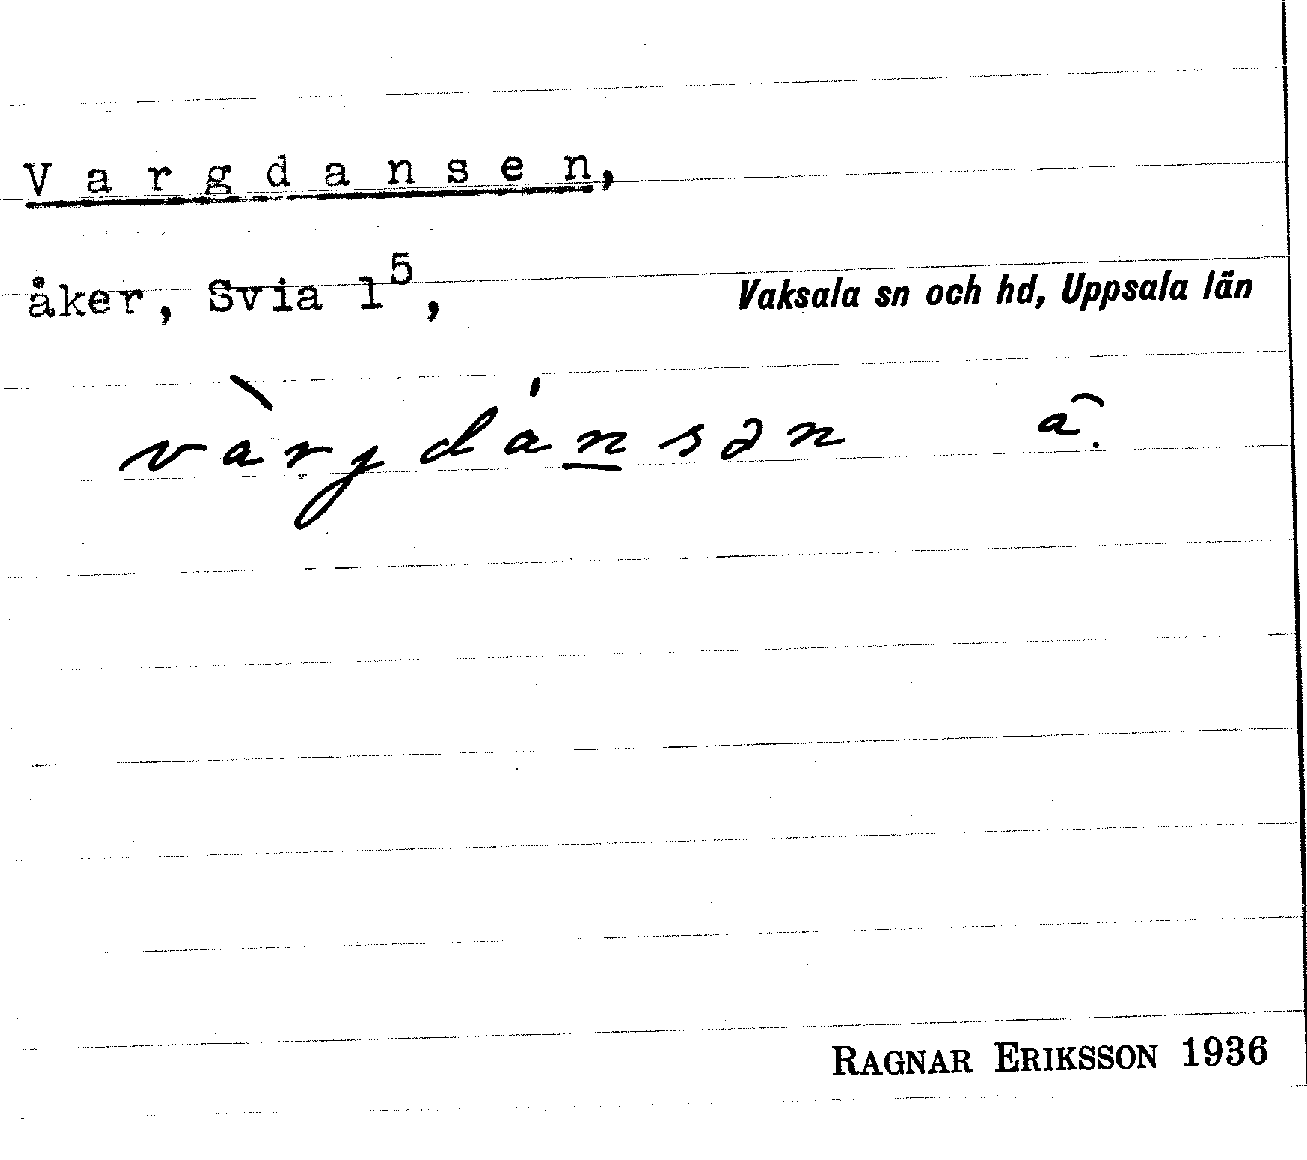 Vargdansen,
åker, Svia 1⁵, Vaksala sn och hd, Uppsala län
vàrgdánsən â.
RAGNAR ERIKSSON 1936